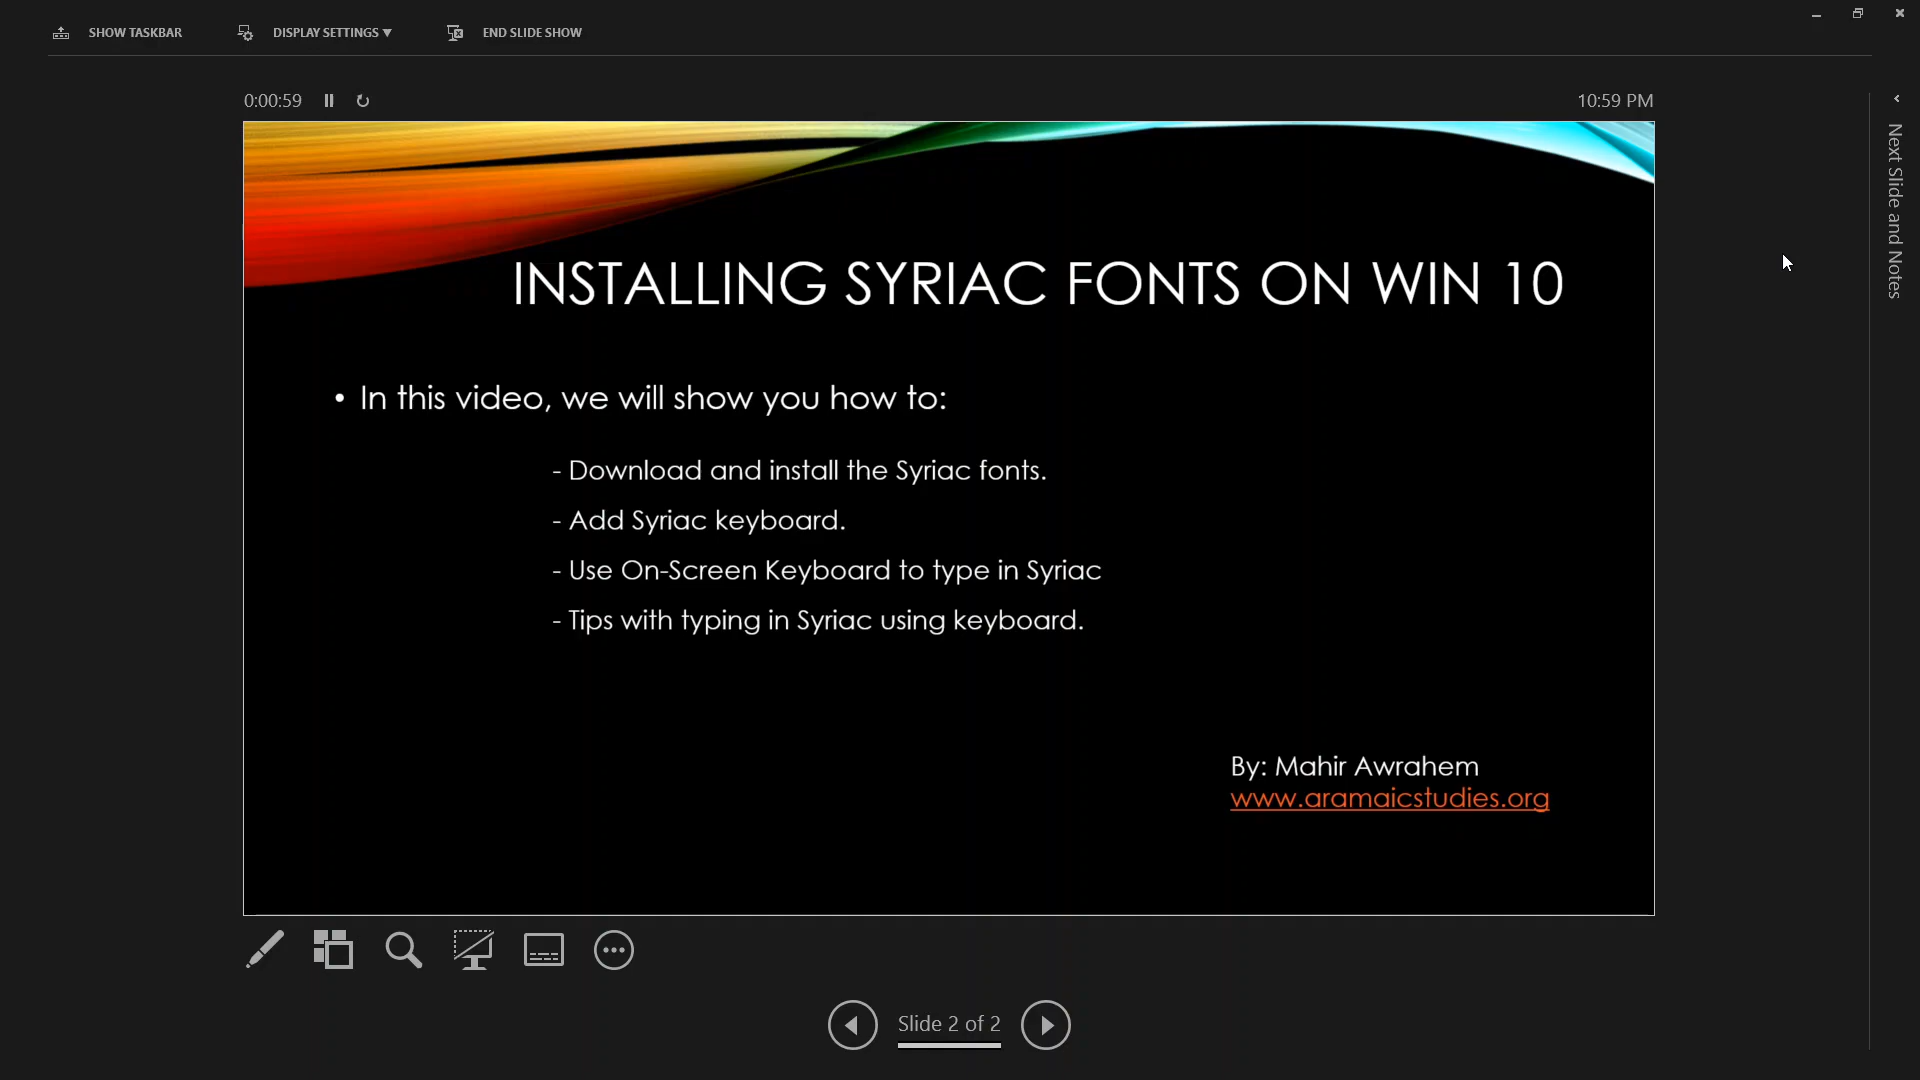 SHOW TASKBAR DISPLAY SETTINGS ▼ END SLIDE SHOW
0:00:59 10:59 PM
INSTALLING SYRIAC FONTS ON WIN 10
• In this video, we will show you how to:
- Download and install the Syriac fonts.
- Add Syriac keyboard.
- Use On-Screen Keyboard to type in Syriac
- Tips with typing in Syriac using keyboard.
By: Mahir Awrahem
www.aramaicstudies.org
Slide 2 of 2
Next Slide and Notes